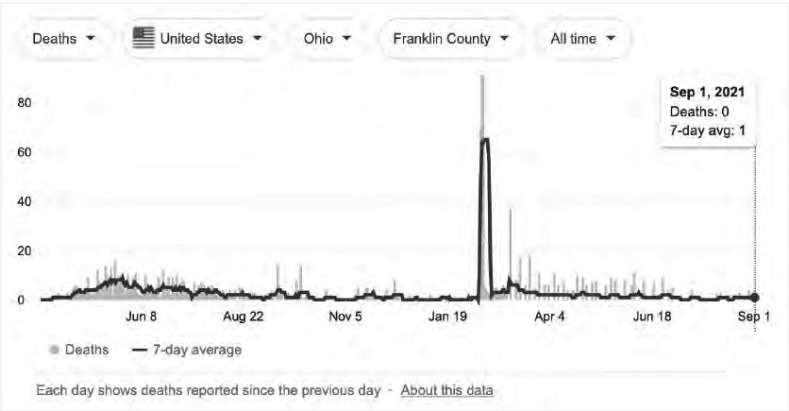 Deaths United States Ohio Franklin County All time
Sep 1, 2021
Deaths: 0
7-day avg: 1
80
60
40
20
0
Jun 8 Aug 22 Nov 5 Jan 19 Apr 4 Jun 18 Sep 1
Deaths 7-day average
Each day shows deaths reported since the previous day · About this data